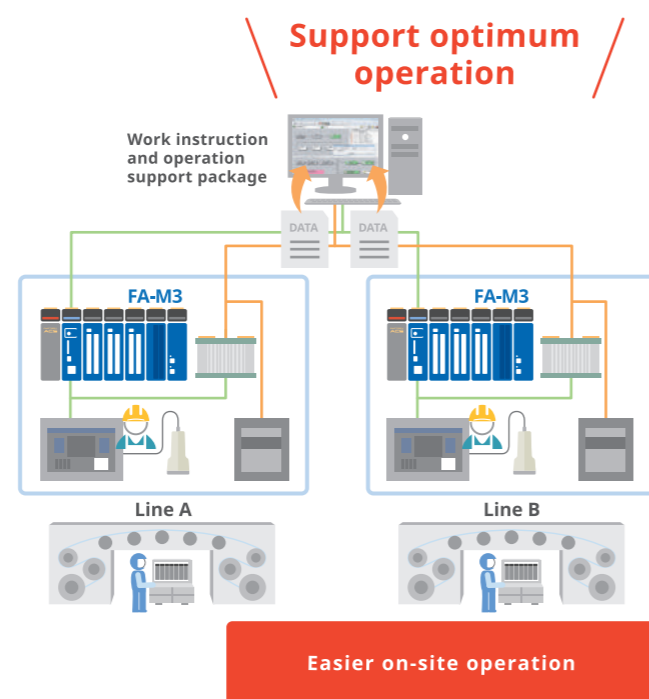 Support optimum
operation
Work instruction
and operation
support package
DATA
DATA
FA-M3
FA-M3
Line A
Line B
Easier on-site operation